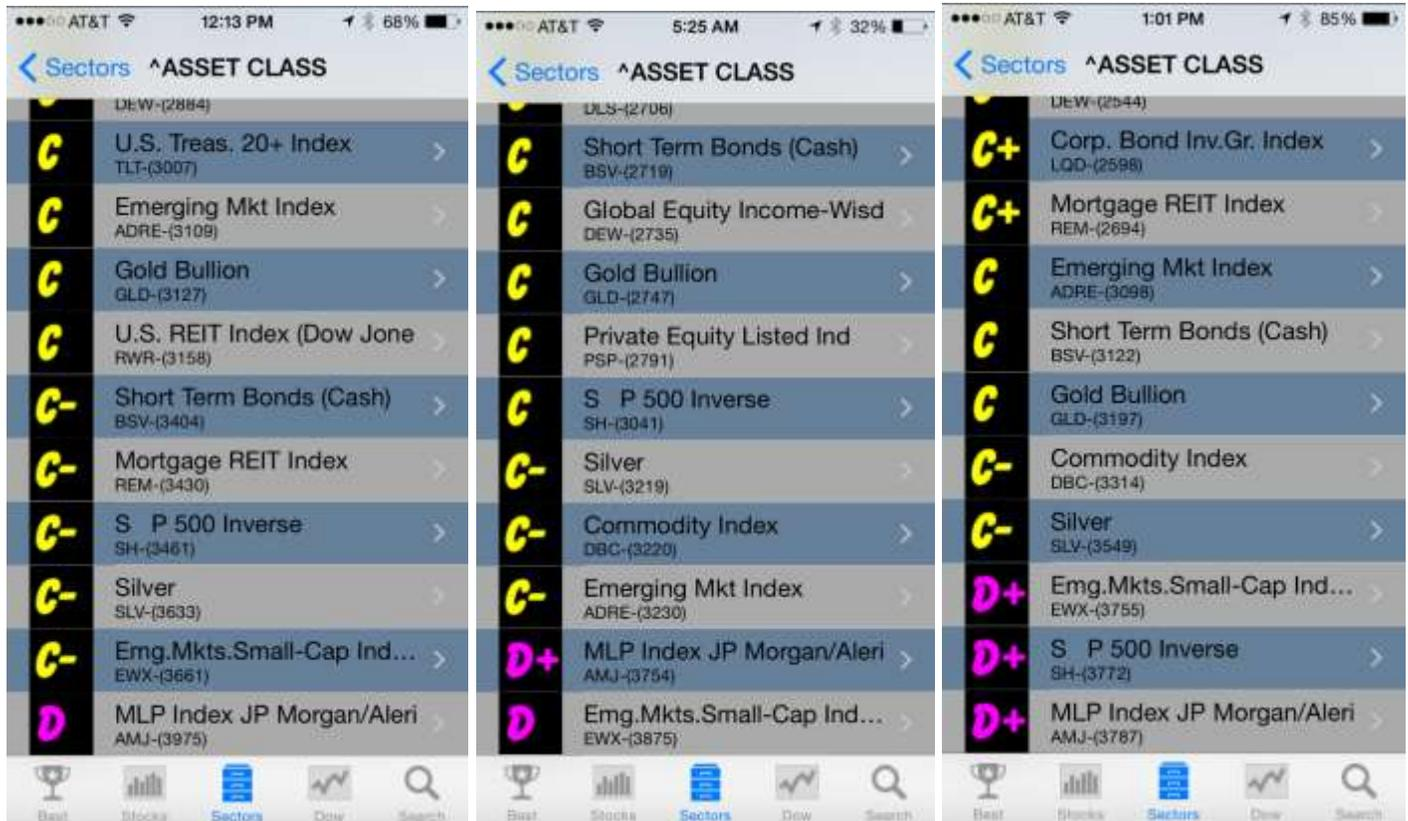 AT&T 12:13 PM 68%
Sectors ^ASSET CLASS
DEW-(2884)
C U.S. Treas. 20+ Index
TLT-(3007)
C Emerging Mkt Index
ADRE-(3109)
C Gold Bullion
GLD-(3127)
C U.S. REIT Index (Dow Jone
RWR-(3158)
C- Short Term Bonds (Cash)
BSV-(3404)
C- Mortgage REIT Index
REM-(3430)
C- S P 500 Inverse
SH-(3461)
C- Silver
SLV-(3633)
C- Emg.Mkts.Small-Cap Ind...
EWX-(3661)
D MLP Index JP Morgan/Aleri
AMJ-(3975)
Best Stocks Sectors Dow Search
AT&T 5:25 AM 32%
Sectors ^ASSET CLASS
DLS-(2706)
C Short Term Bonds (Cash)
BSV-(2719)
C Global Equity Income-Wisd
DEW-(2735)
C Gold Bullion
GLD-(2747)
C Private Equity Listed Ind
PSP-(2791)
C S P 500 Inverse
SH-(3041)
C- Silver
SLV-(3219)
C- Commodity Index
DBC-(3220)
C- Emerging Mkt Index
ADRE-(3230)
D+ MLP Index JP Morgan/Aleri
AMJ-(3754)
D Emg.Mkts.Small-Cap Ind...
EWX-(3875)
Best Stocks Sectors Dow Search
AT&T 1:01 PM 85%
Sectors ^ASSET CLASS
DEW-(2544)
C+ Corp. Bond Inv.Gr. Index
LQD-(2598)
C+ Mortgage REIT Index
REM-(2694)
C Emerging Mkt Index
ADRE-(3098)
C Short Term Bonds (Cash)
BSV-(3122)
C Gold Bullion
GLD-(3197)
C- Commodity Index
DBC-(3314)
C- Silver
SLV-(3549)
D+ Emg.Mkts.Small-Cap Ind...
EWX-(3755)
D+ S P 500 Inverse
SH-(3772)
D+ MLP Index JP Morgan/Aleri
AMJ-(3787)
Best Stocks Sectors Dow Search